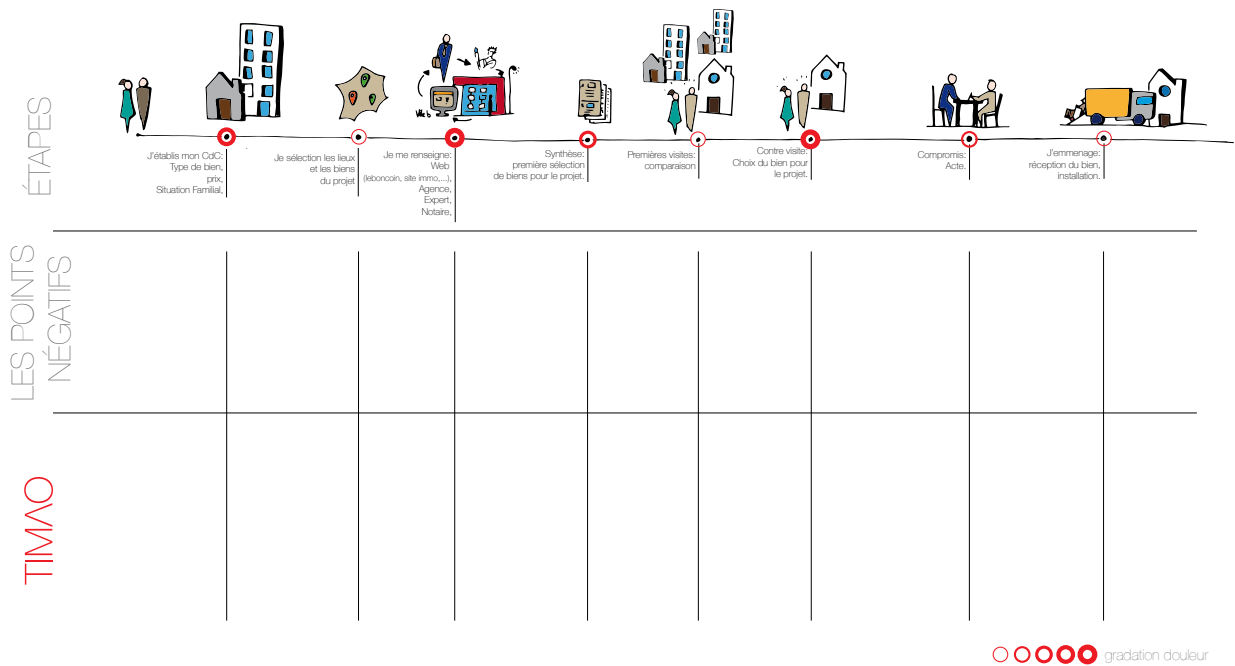 ÉTAPES
J'établis mon CdC:
Type de bien,
prix,
Situation Familial,
Je sélection les lieux
et les biens
du projet
Je me renseigne:
Web
(leboncoin, site immo,...),
Agence,
Expert,
Notaire,
Synthèse:
première sélection
de biens pour le projet.
Premières visites:
comparaison
Contre visite:
Choix du bien pour
le projet.
Compromis:
Acte.
J'emmenage:
réception du bien,
installation.
LES POINTS
NÉGATIFS
TIMΛO
gradation douleur